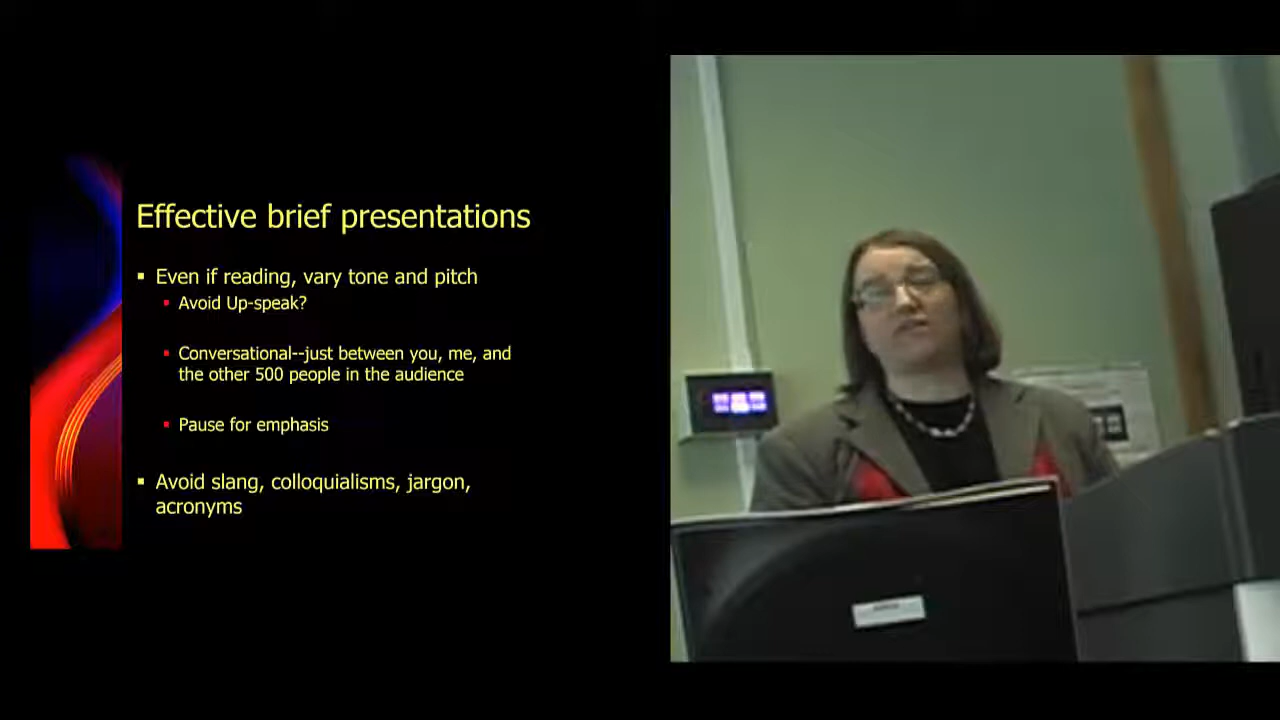 Effective brief presentations
▪ Even if reading, vary tone and pitch
▪ Avoid Up-speak?
▪ Conversational--just between you, me, and
the other 500 people in the audience
▪ Pause for emphasis
▪ Avoid slang, colloquialisms, jargon,
acronyms